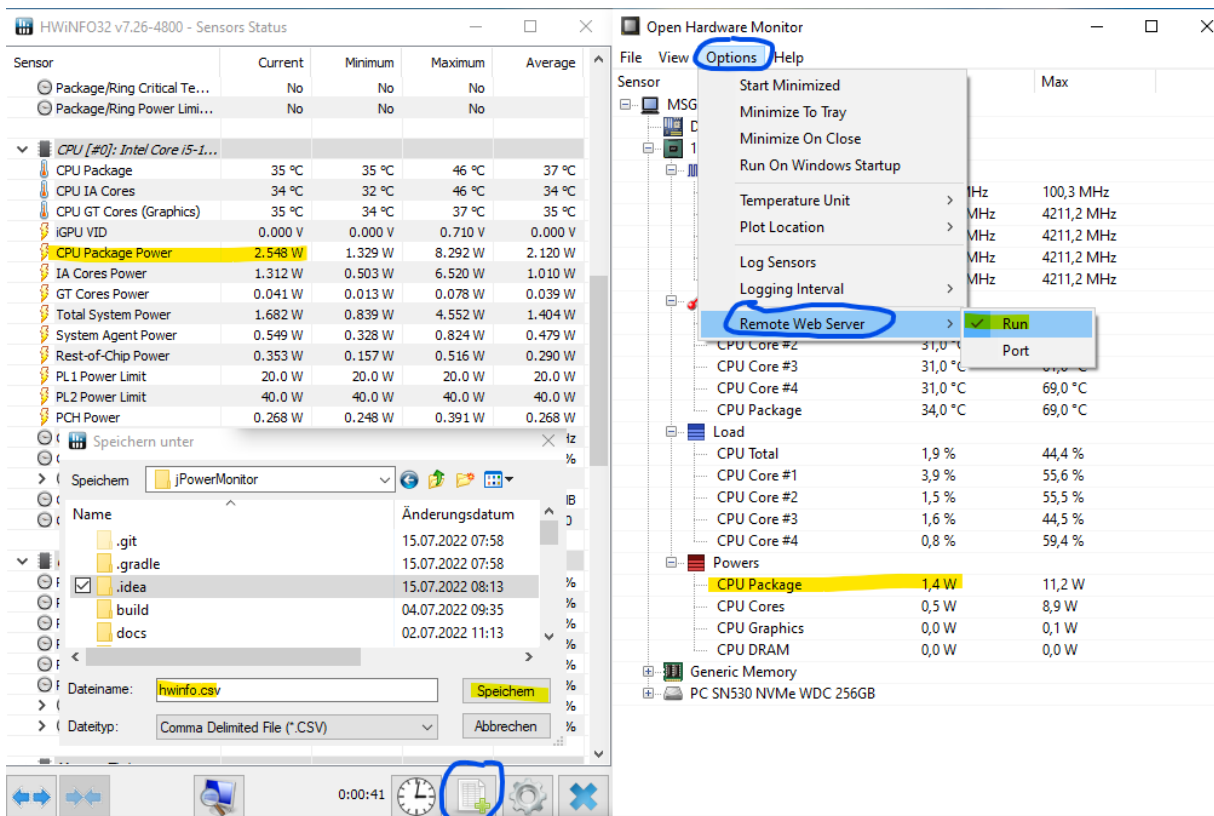 HWiNFO32 v7.26-4800 - Sensors Status
Sensor Current Minimum Maximum Average
Package/Ring Critical Te... No No No
Package/Ring Power Limi... No No No
CPU [#0]: Intel Core i5-1...
CPU Package 35 °C 35 °C 46 °C 37 °C
CPU IA Cores 34 °C 32 °C 46 °C 34 °C
CPU GT Cores (Graphics) 35 °C 34 °C 37 °C 35 °C
iGPU VID 0.000 V 0.000 V 0.710 V 0.000 V
CPU Package Power 2.548 W 1.329 W 8.292 W 2.120 W
IA Cores Power 1.312 W 0.503 W 6.520 W 1.010 W
GT Cores Power 0.041 W 0.013 W 0.078 W 0.039 W
Total System Power 1.682 W 0.839 W 4.552 W 1.404 W
System Agent Power 0.549 W 0.328 W 0.824 W 0.479 W
Rest-of-Chip Power 0.353 W 0.157 W 0.516 W 0.290 W
PL1 Power Limit 20.0 W 20.0 W 20.0 W 20.0 W
PL2 Power Limit 40.0 W 40.0 W 40.0 W 40.0 W
PCH Power 0.268 W 0.248 W 0.391 W 0.268 W
Speichern unter
Speichern jPowerMonitor
Name Änderungsdatum
.git 15.07.2022 07:58
.gradle 15.07.2022 07:58
.idea 15.07.2022 08:13
build 04.07.2022 09:35
docs 02.07.2022 11:13
Dateiname: hwinfo.csv Speichern
Dateityp: Comma Delimited File (*.CSV) Abbrechen
0:00:41
Open Hardware Monitor
File View Options Help
Sensor Max
MSG
Start Minimized
Minimize To Tray
Minimize On Close
Run On Windows Startup
Temperature Unit
Plot Location
Log Sensors
Logging Interval
Remote Web Server
Run
Port
MHz 100,3 MHz
MHz 4211,2 MHz
MHz 4211,2 MHz
MHz 4211,2 MHz
MHz 4211,2 MHz
CPU Core #2 31,0 °C
CPU Core #3 31,0 °C
CPU Core #4 31,0 °C 69,0 °C
CPU Package 34,0 °C 69,0 °C
Load
CPU Total 1,9 % 44,4 %
CPU Core #1 3,9 % 55,6 %
CPU Core #2 1,5 % 55,5 %
CPU Core #3 1,6 % 44,5 %
CPU Core #4 0,8 % 59,4 %
Powers
CPU Package 1,4 W 11,2 W
CPU Cores 0,5 W 8,9 W
CPU Graphics 0,0 W 0,1 W
CPU DRAM 0,0 W 0,0 W
Generic Memory
PC SN530 NVMe WDC 256GB